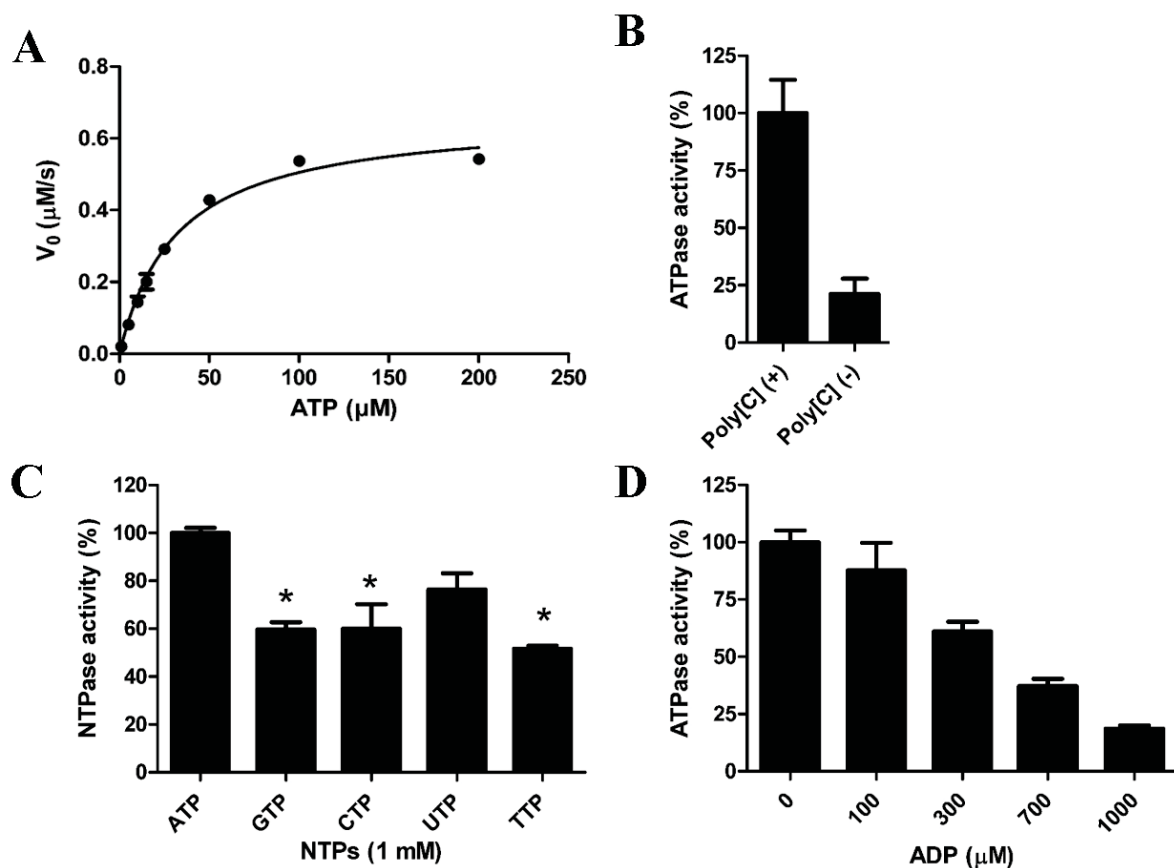 A
0.8
0.6
0.4
0.2
0.0
V0 (μM/s)
0 50 100 150 200 250
ATP (μM)
B
125
100
75
50
25
0
ATPase activity (%)
Poly[C] (+) Poly[C] (-)
C
120
100
80
60
40
20
0
NTPase activity (%)
* * *
ATP GTP CTP UTP TTP
NTPs (1 mM)
D
125
100
75
50
25
0
ATPase activity (%)
0 100 300 700 1000
ADP (μM)